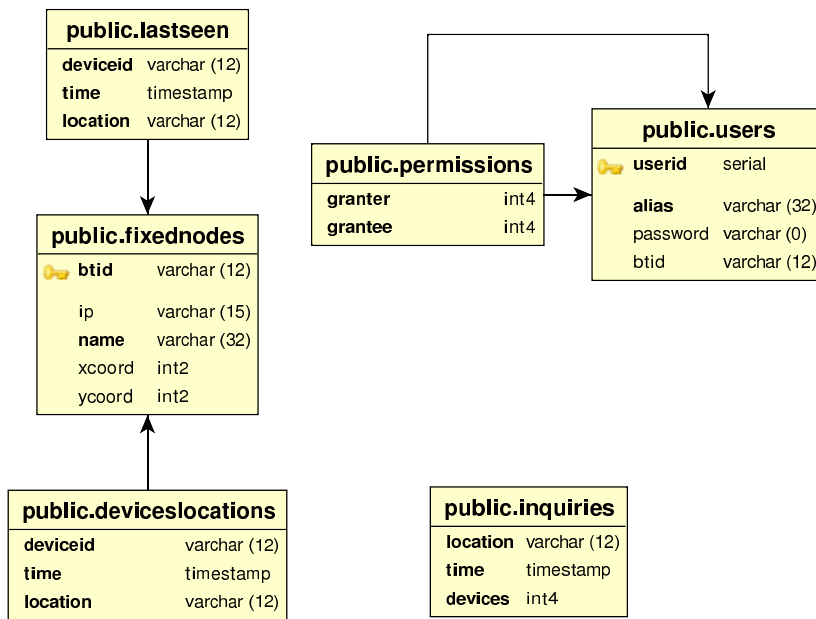 public.lastseen
deviceid varchar (12)
time timestamp
location varchar (12)
public.users
userid serial
alias varchar (32)
password varchar (0)
btid varchar (12)
public.permissions
granter int4
grantee int4
public.fixednodes
btid varchar (12)
ip varchar (15)
name varchar (32)
xcoord int2
ycoord int2
public.deviceslocations
deviceid varchar (12)
time timestamp
location varchar (12)
public.inquiries
location varchar (12)
time timestamp
devices int4